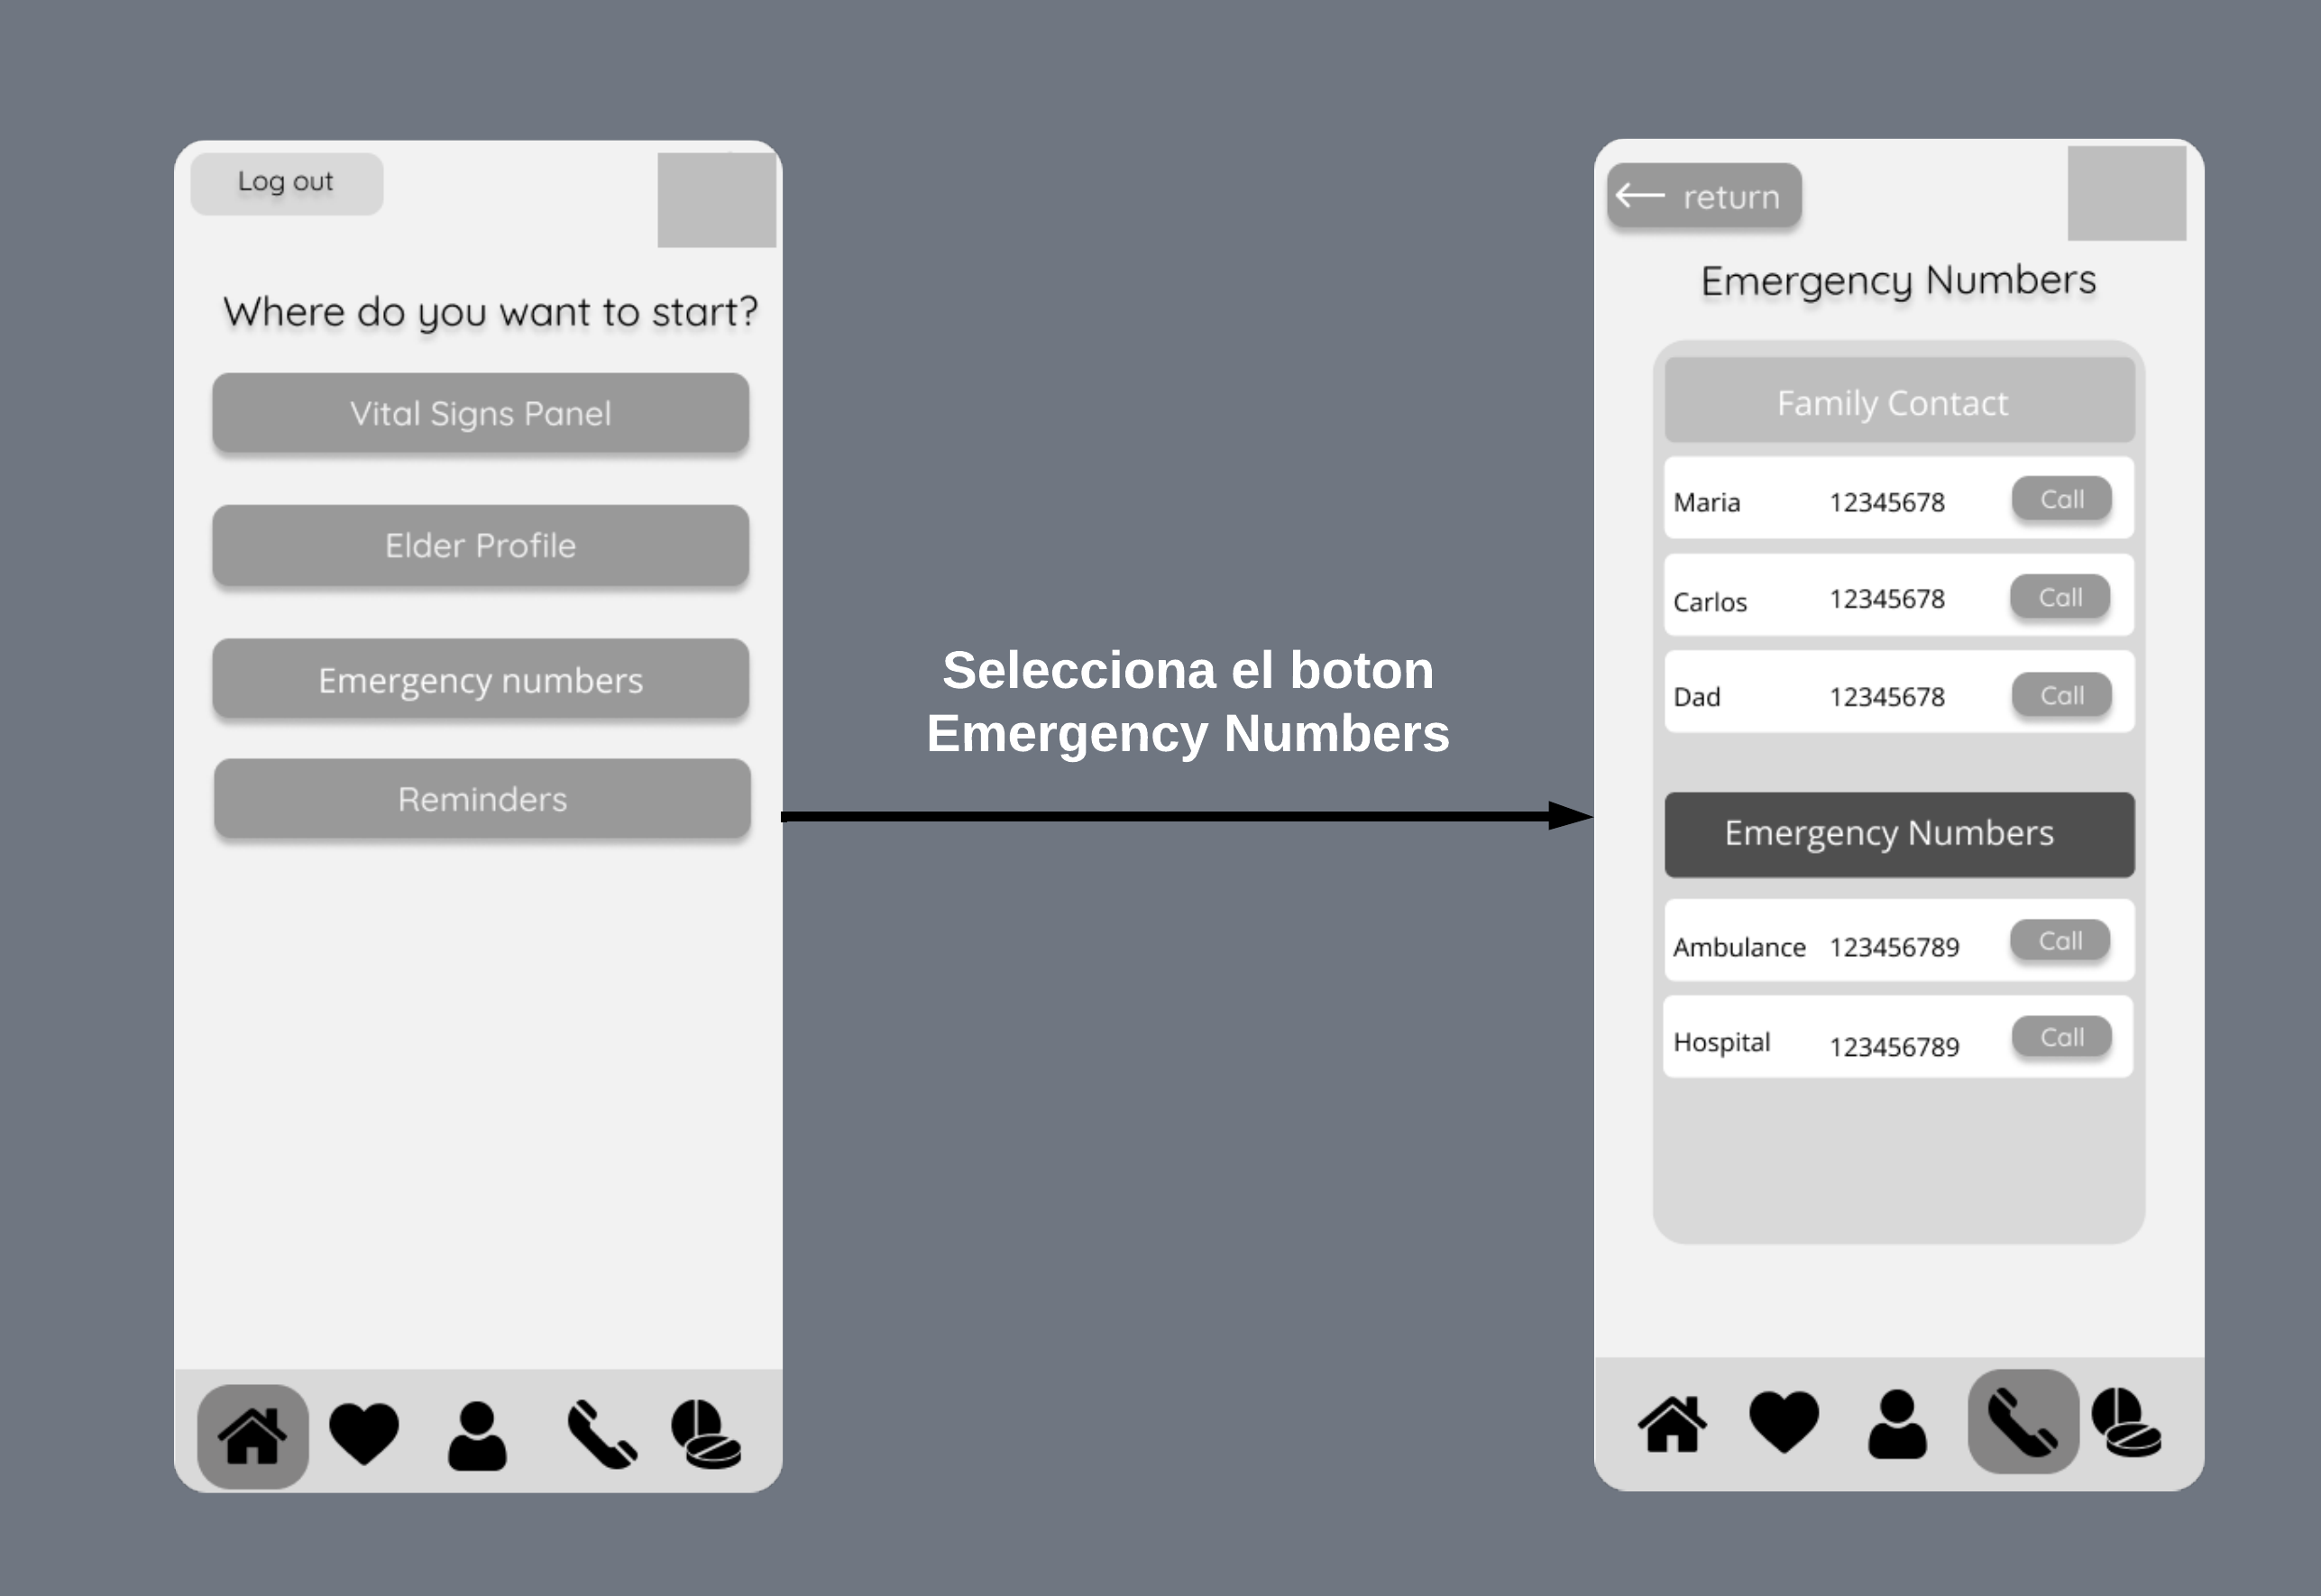 Log out
Where do you want to start?
Vital Signs Panel
Elder Profile
Emergency numbers
Reminders
Selecciona el boton
Emergency Numbers
return
Emergency Numbers
Family Contact
Maria 12345678 Call
Carlos 12345678 Call
Dad 12345678 Call
Emergency Numbers
Ambulance 123456789 Call
Hospital 123456789 Call